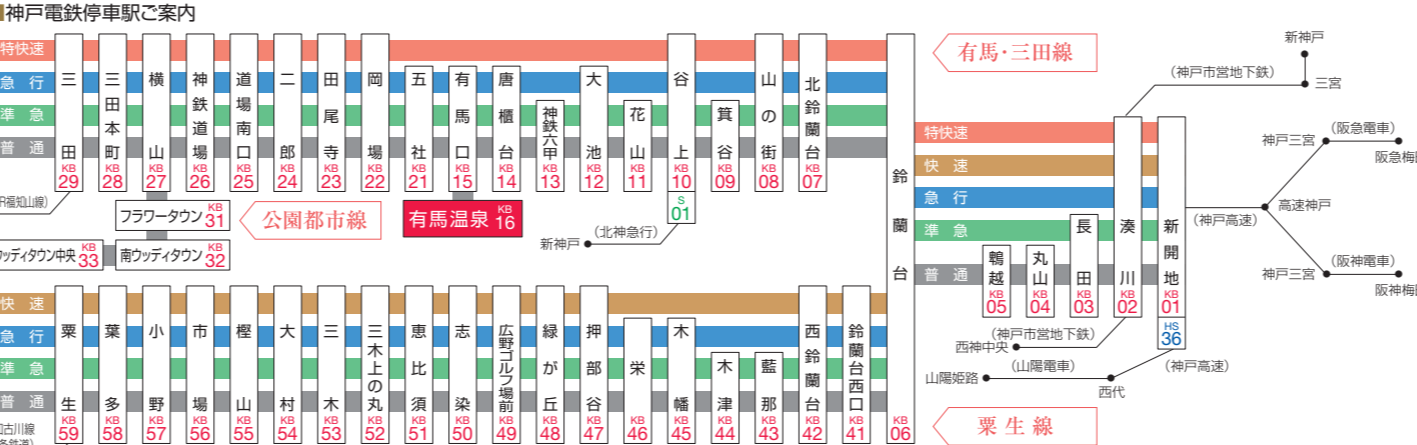 神戸電鉄停車駅ご案内
特快速
急行
準急
普通
三田 KB 29
三田本町 KB 28
横山 KB 27
神鉄道場 KB 26
道場南口 KB 25
二郎 KB 24
田尾寺 KB 23
岡場 KB 22
五社 KB 21
有馬口 KB 15
唐櫃台 KB 14
神鉄六甲 KB 13
大池 KB 12
花山 KB 11
谷上 KB 10
S 01
箕谷 KB 09
山の街 KB 08
北鈴蘭台 KB 07
鈴蘭台 KB 06
有馬・三田線
R福知山線)
フラワータウン KB 31
公園都市線
有馬温泉 KB 16
新神戸
(北神急行)
ッディタウン中央 KB 33
南ウッディタウン KB 32
特快速
快速
急行
準急
普通
鵯越 KB 05
丸山 KB 04
長田 KB 03
湊川 KB 02
新開地 KB 01
HS 36
新神戸
(神戸市営地下鉄)
三宮
神戸三宮
(阪急電車)
阪急梅
高速神戸
(神戸高速)
神戸三宮
(阪神電車)
阪神梅
(神戸市営地下鉄)
西神中央
山陽姫路
(山陽電車)
西代
(神戸高速)
快速
急行
準急
普通
粟生 KB 59
葉多 KB 58
小野 KB 57
市場 KB 56
樫山 KB 55
大村 KB 54
三木 KB 53
三木上の丸 KB 52
恵比須 KB 51
志染 KB 50
広野ゴルフ場前 KB 49
緑が丘 KB 48
押部谷 KB 47
栄 KB 46
木幡 KB 45
木津 KB 44
藍那 KB 43
西鈴蘭台 KB 42
鈴蘭台西口 KB 41
粟生線
古川線
条鉄道)